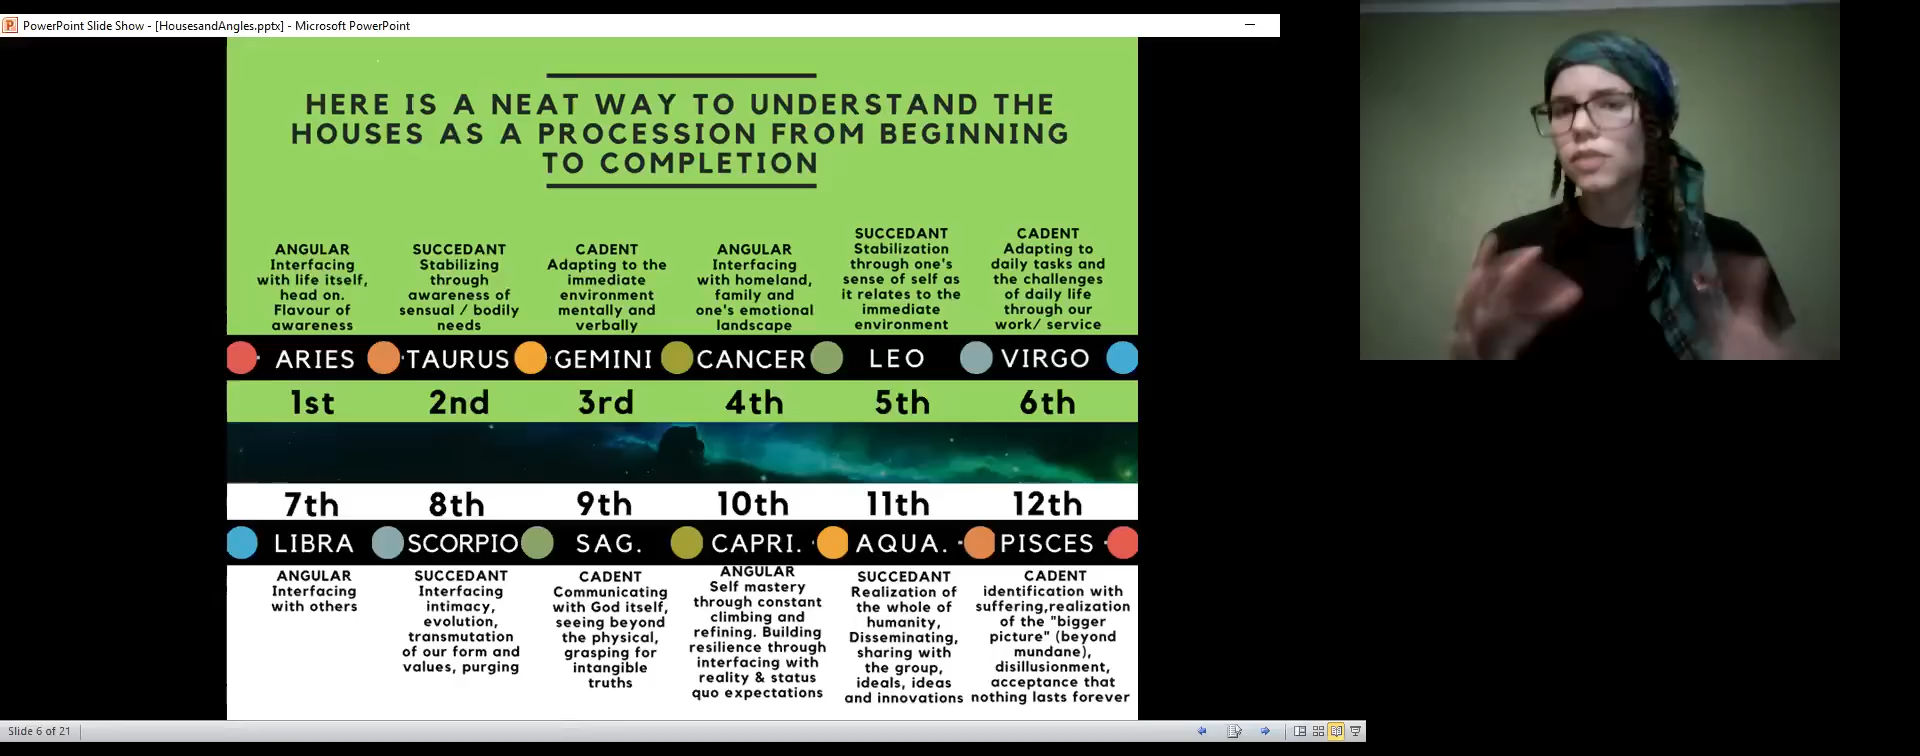 PowerPoint Slide Show - [HousesandAngles.pptx] - Microsoft PowerPoint
HERE IS A NEAT WAY TO UNDERSTAND THE
HOUSES AS A PROCESSION FROM BEGINNING
TO COMPLETION
ANGULAR
Interfacing
with life itself,
head on.
Flavour of
awareness
SUCCEDANT
Stabilizing
through
awareness of
sensual / bodily
needs
CADENT
Adapting to the
immediate
environment
mentally and
verbally
ANGULAR
Interfacing
with homeland,
family and
one's emotional
landscape
SUCCEDANT
Stabilization
through one's
sense of self as
it relates to the
immediate
environment
CADENT
Adapting to
daily tasks and
the challenges
of daily life
through our
work/ service
ARIES TAURUS GEMINI CANCER LEO VIRGO
1st 2nd 3rd 4th 5th 6th
7th 8th 9th 10th 11th 12th
LIBRA SCORPIO SAG. CAPRI. AQUA. PISCES
ANGULAR
Interfacing
with others
SUCCEDANT
Interfacing
intimacy,
evolution,
transmutation
of our form and
values, purging
CADENT
Communicating
with God itself,
seeing beyond
the physical,
grasping for
intangible
truths
ANGULAR
Self mastery
through constant
climbing and
refining. Building
resilience through
interfacing with
reality & status
quo expectations
SUCCEDANT
Realization of
the whole of
humanity,
Disseminating,
sharing with
the group,
ideals, ideas
and innovations
CADENT
identification with
suffering,realization
of the "bigger
picture" (beyond
mundane),
disillusionment,
acceptance that
nothing lasts forever
Slide 6 of 21